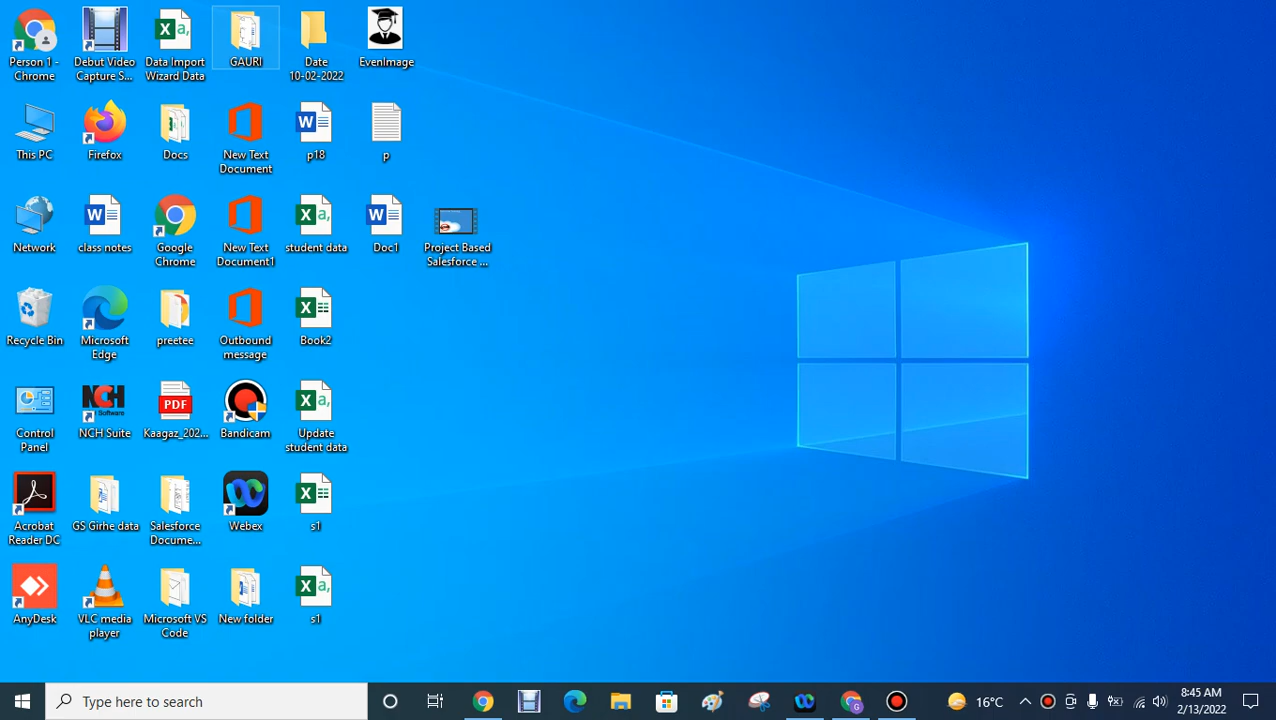 Person 1 -
Chrome
Debut Video
Capture S...
Data Import
Wizard Data
GAURI
Date
10-02-2022
EvenImage
This PC
Firefox
Docs
New Text
Document
p18
p
Network
class notes
Google
Chrome
New Text
Document1
student data
Doc1
Project Based
Salesforce ...
Recycle Bin
Microsoft
Edge
preetee
Outbound
message
Book2
Control
Panel
NCH
Software
NCH Suite
PDF
Kaagaz_202...
Bandicam
Update
student data
Acrobat
Reader DC
GS Girhe data
Salesforce
Docume...
Webex
s1
AnyDesk
VLC media
player
Microsoft VS
Code
New folder
s1
Type here to search
16°C
8:45 AM
2/13/2022